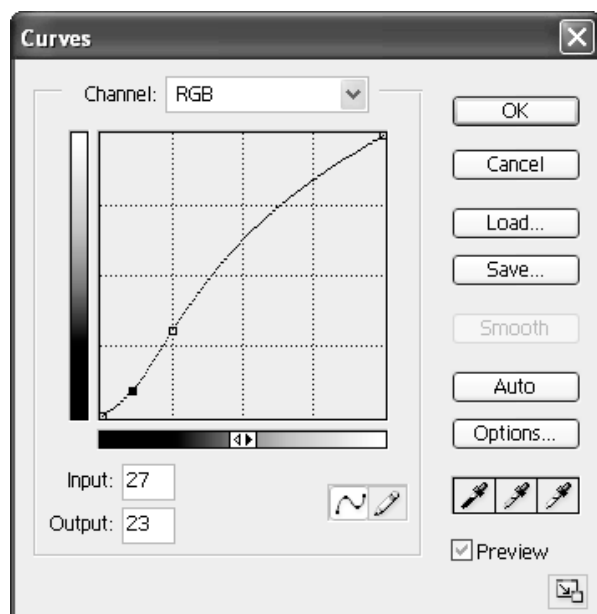 Curves
Channel: RGB
OK
Cancel
Load...
Save...
Smooth
Auto
Options...
Input: 27
Output: 23
Preview